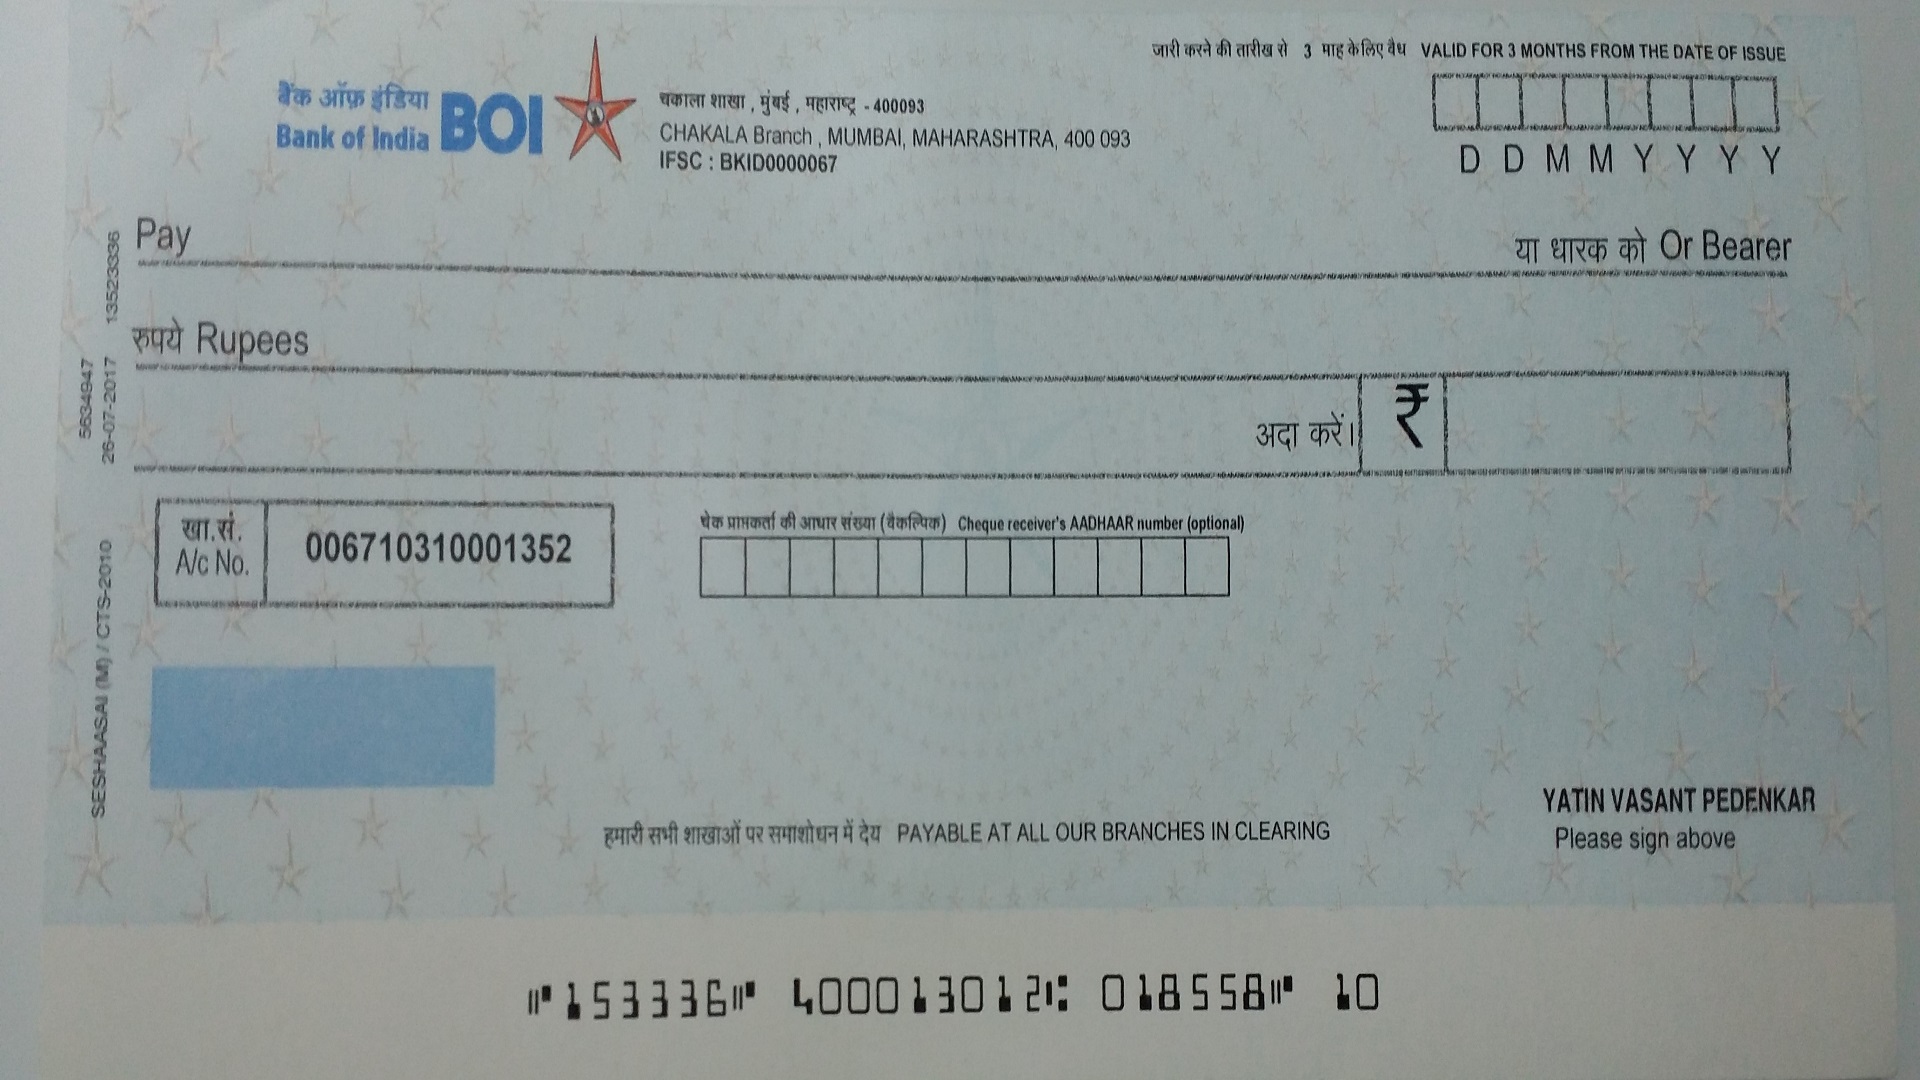 जारी करने की तारीख से 3 माह के लिए वैध VALID FOR 3 MONTHS FROM THE DATE OF ISSUE
बैंक ऑफ़ इंडिया
Bank of India
BOI
चकाला शाखा , मुंबई , महाराष्ट्र - 400093
CHAKALA Branch , MUMBAI, MAHARASHTRA, 400 093
IFSC : BKID0000067
D D M M Y Y Y Y
Pay
या धारक को Or Bearer
रुपये Rupees
अदा करें।
₹
खा.सं.
A/c No.
006710310001352
चेक प्राप्तकर्ता की आधार संख्या (वैकल्पिक) Cheque receiver's AADHAAR number (optional)
135233336
5634947
26-07-2017
SESHAASAI (M) / CTS-2010
YATIN VASANT PEDENKAR
Please sign above
हमारी सभी शाखाओं पर समाशोधन में देय PAYABLE AT ALL OUR BRANCHES IN CLEARING
⑈153336⑈ 400013012⑆ 018558⑈ 10